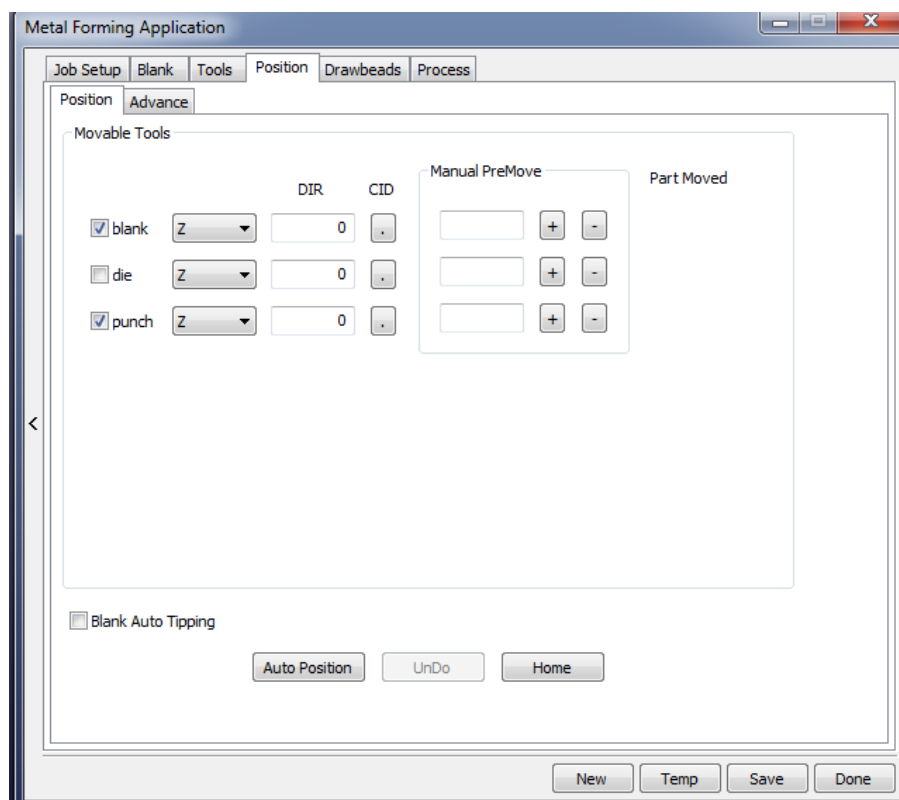 Metal Forming Application
Job Setup Blank Tools Position Drawbeads Process
Position Advance
Movable Tools
Manual PreMove
Part Moved
DIR CID
blank Z 0 . + -
die Z 0 . + -
punch Z 0 . + -
<
Blank Auto Tipping
Auto Position UnDo Home
New Temp Save Done